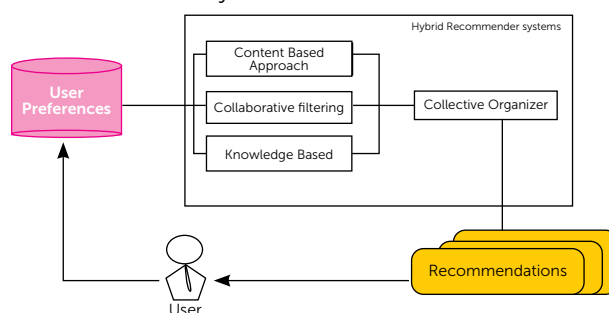 Hybrid Recommender systems
Content Based
Approach
User
Preferences
Collaborative filtering
Collective Organizer
Knowledge Based
Recommendations
User